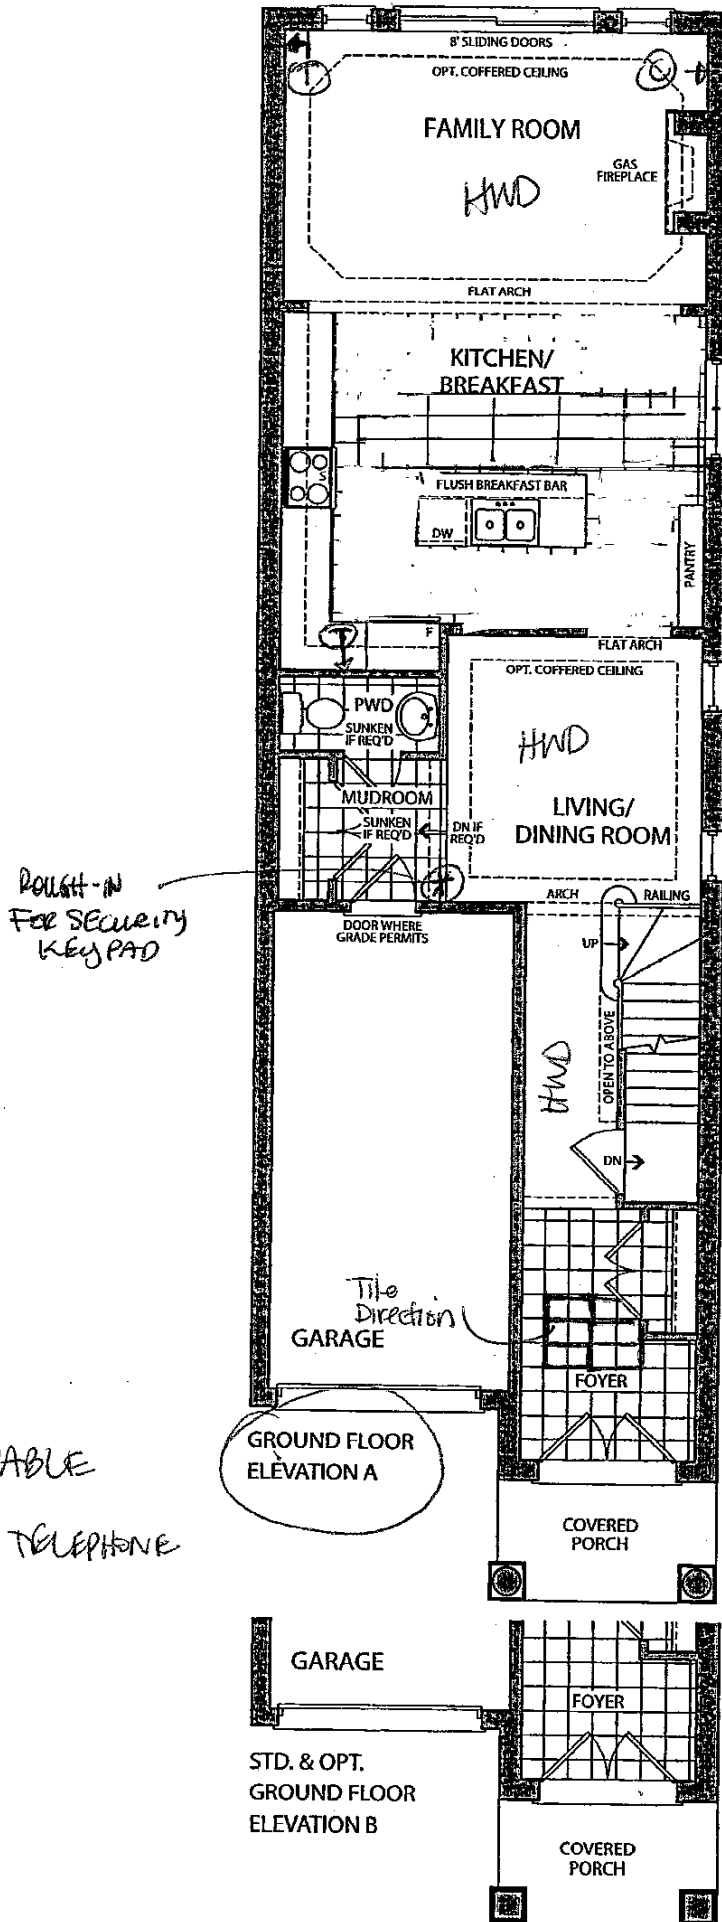 8' SLIDING DOORS
T
C
OPT. COFFERED CEILING
FAMILY ROOM
GAS
FIREPLACE
HWD
FLAT ARCH
KITCHEN/
BREAKFAST
FLUSH BREAKFAST BAR
DW
PANTRY
T
F
FLAT ARCH
OPT. COFFERED CEILING
PWD
SUNKEN
IF REQ'D
HWD
MUDROOM
SUNKEN
IF REQ'D
DN IF
REQ'D
LIVING/
DINING ROOM
ROUGH-IN
FOR SECURITY
KEYPAD
ARCH
RAILING
DOOR WHERE
GRADE PERMITS
UP
OPEN TO ABOVE
HWD
DN
Tile
Direction
GARAGE
FOYER
GROUND FLOOR
ELEVATION A
ABLE
TELEPHONE
COVERED
PORCH
GARAGE
FOYER
STD. & OPT.
GROUND FLOOR
ELEVATION B
COVERED
PORCH